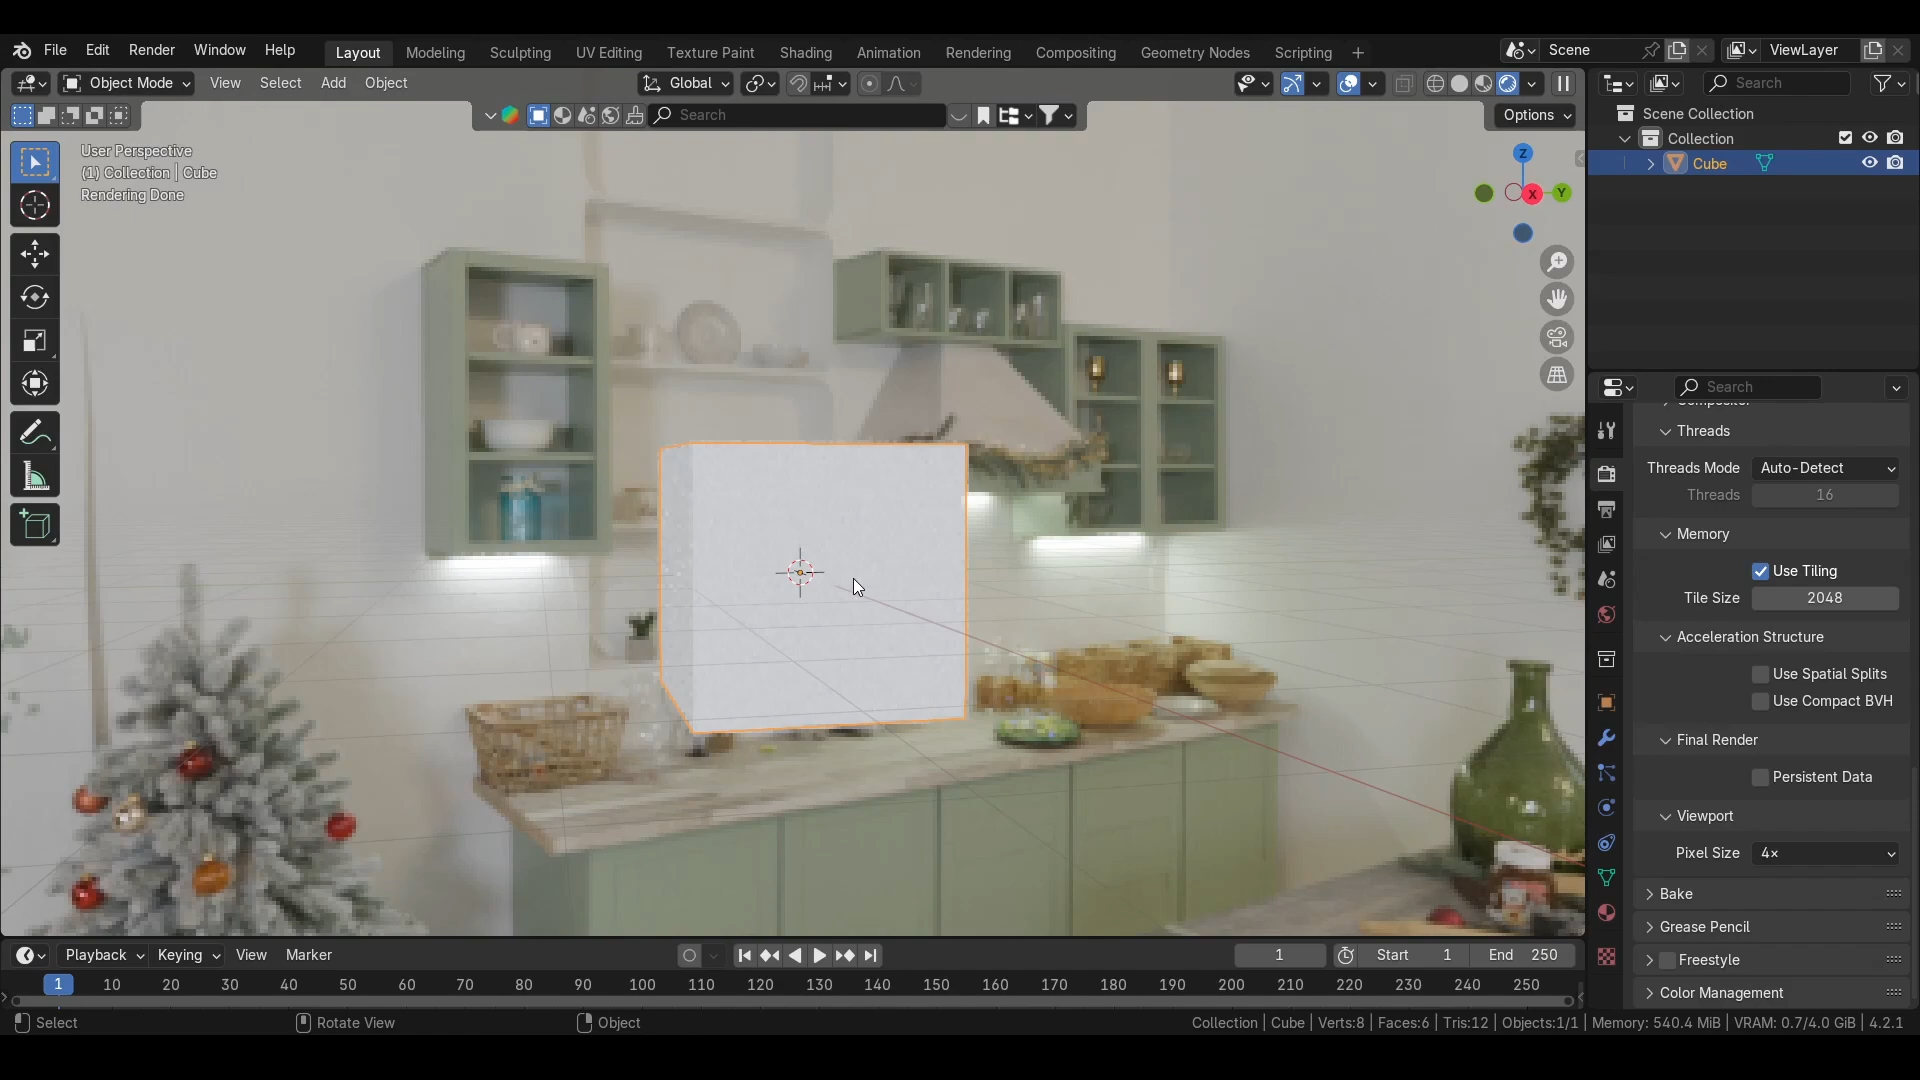 File Edit Render Window Help Layout Modeling Sculpting UV Editing Texture Paint Shading Animation Rendering Compositing Geometry Nodes Scripting + Scene ViewLayer
Object Mode View Select Add Object Global Search
Search Options
User Perspective
(1) Collection | Cube
Rendering Done
Z
X
Y
Scene Collection
Collection
Cube
Search
Threads
Threads Mode Auto-Detect
Threads 16
Memory
Use Tiling
Tile Size 2048
Acceleration Structure
Use Spatial Splits
Use Compact BVH
Final Render
Persistent Data
Viewport
Pixel Size 4×
Bake
Grease Pencil
Freestyle
Color Management
Playback Keying View Marker 1 Start 1 End 250
1 10 20 30 40 50 60 70 80 90 100 110 120 130 140 150 160 170 180 190 200 210 220 230 240 250
Select Rotate View Object Collection | Cube | Verts:8 | Faces:6 | Tris:12 | Objects:1/1 | Memory: 540.4 MiB | VRAM: 0.7/4.0 GiB | 4.2.1